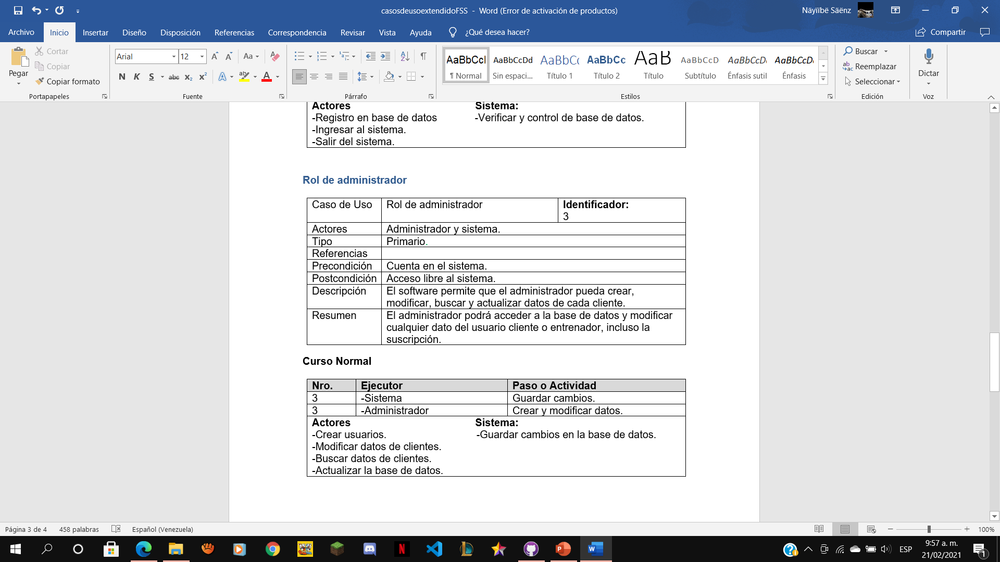 casosdeusoextendidoFSS - Word (Error de activación de productos)
Näyïïbë Säënz
Archivo Inicio Insertar Diseño Disposición Referencias Correspondencia Revisar Vista Ayuda ¿Qué desea hacer? Compartir
Pegar
Cortar
Copiar
Copiar formato
Portapapeles
Arial 12
Aa
N K S abc x₂ x² A ab A
Fuente
Párrafo
AaBbCcI AaBbCcDd AaBbCc AaBbCc AaB AaBbCcD AaBbCcDi AaBbCcDi
¶ Normal Sin espaci... Título 1 Título 2 Título Subtítulo Énfasis sutil Énfasis
Estilos
Buscar
Reemplazar
Seleccionar
Edición
Dictar
Voz
Actores Sistema:
-Registro en base de datos -Verificar y control de base de datos.
-Ingresar al sistema.
-Salir del sistema.
Rol de administrador
Caso de Uso Rol de administrador Identificador:
3
Actores Administrador y sistema.
Tipo Primario.
Referencias
Precondición Cuenta en el sistema.
Postcondición Acceso libre al sistema.
Descripción El software permite que el administrador pueda crear,
modificar, buscar y actualizar datos de cada cliente.
Resumen El administrador podrá acceder a la base de datos y modificar
cualquier dato del usuario cliente o entrenador, incluso la
suscripción.
Curso Normal
Nro. Ejecutor Paso o Actividad
3 -Sistema Guardar cambios.
3 -Administrador Crear y modificar datos.
Actores Sistema:
-Crear usuarios. -Guardar cambios en la base de datos.
-Modificar datos de clientes.
-Buscar datos de clientes.
-Actualizar la base de datos.
Página 3 de 4 458 palabras Español (Venezuela) 100%
ESP
9:57 a. m.
21/02/2021
1